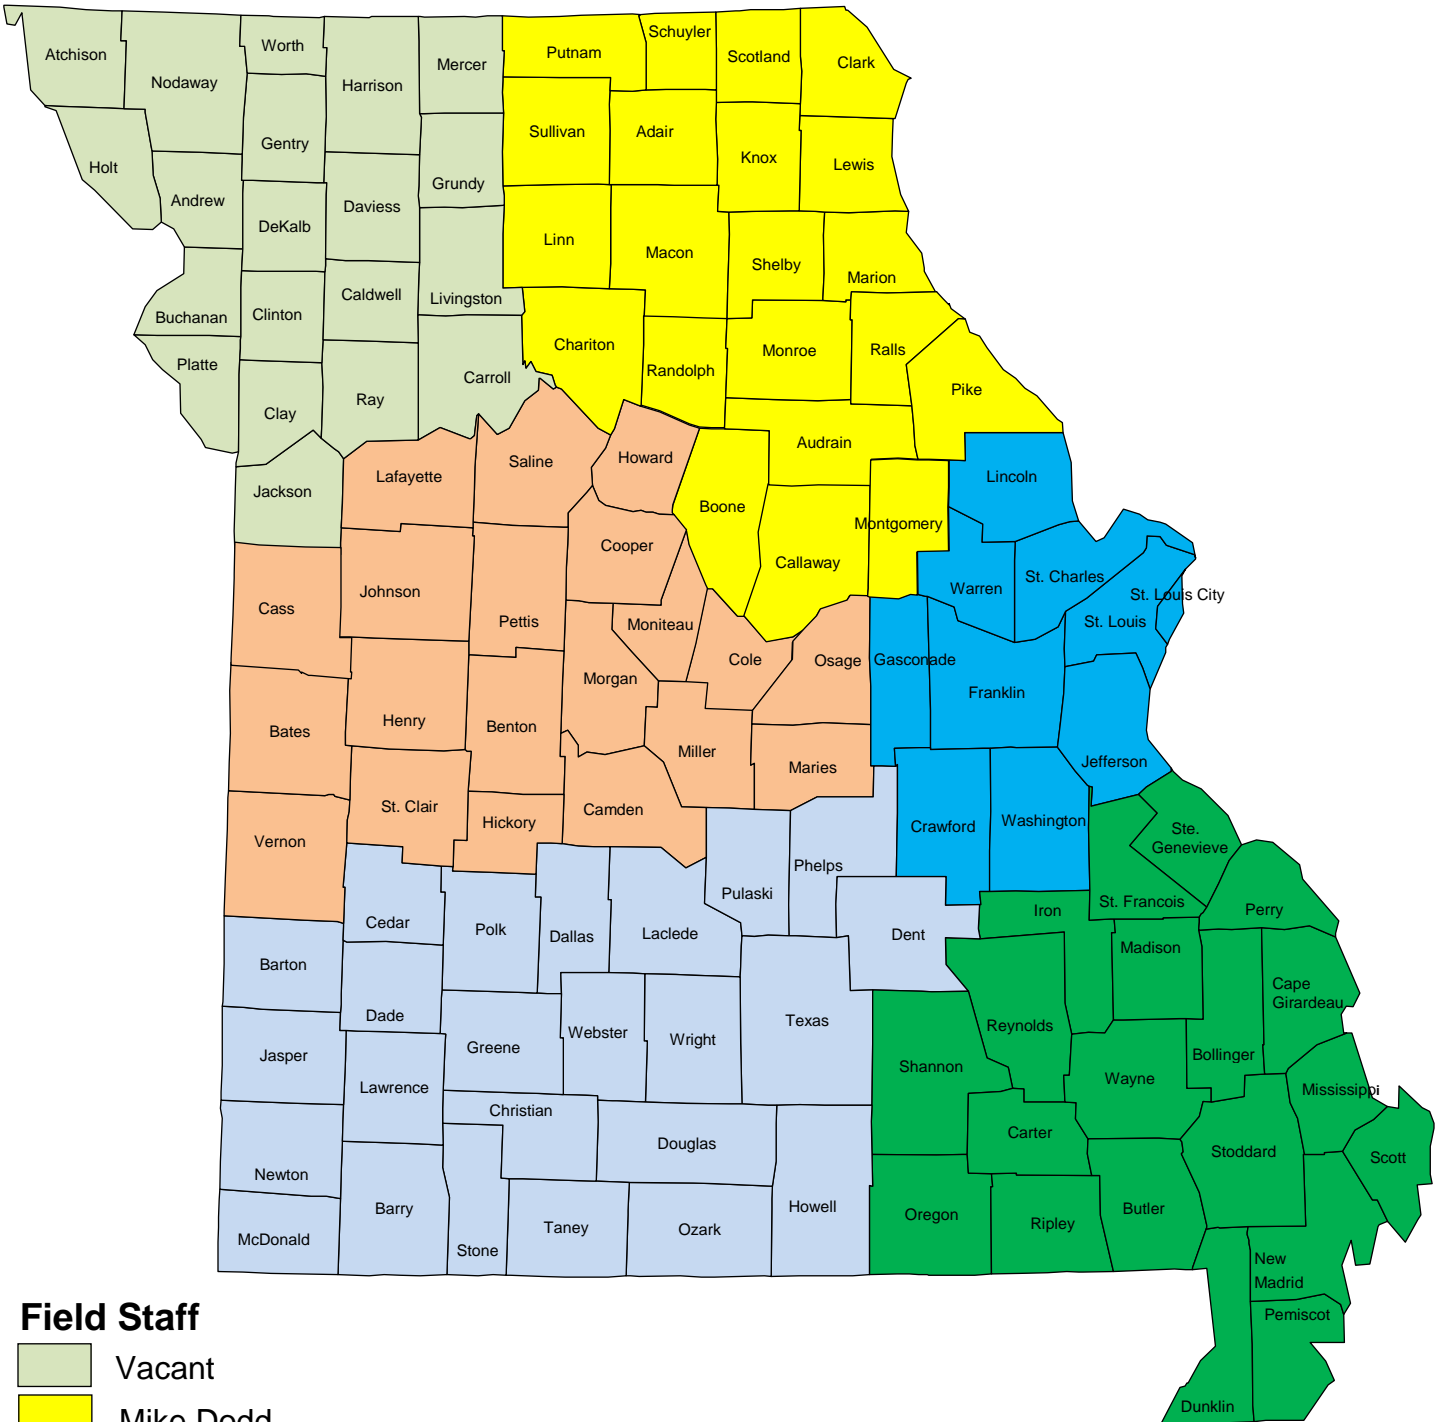 Atchison
Nodaway
Worth
Harrison
Mercer
Putnam
Schuyler
Scotland
Clark
Holt
Andrew
Gentry
DeKalb
Daviess
Grundy
Sullivan
Adair
Knox
Lewis
Buchanan
Clinton
Caldwell
Livingston
Linn
Macon
Shelby
Marion
Platte
Clay
Ray
Carroll
Chariton
Randolph
Monroe
Ralls
Pike
Audrain
Jackson
Lafayette
Saline
Howard
Boone
Callaway
Montgomery
Lincoln
Cass
Johnson
Pettis
Cooper
Moniteau
Cole
Osage
Gasconade
Warren
St. Charles
St. Louis City
St. Louis
Franklin
Jefferson
Bates
Henry
Benton
Morgan
Miller
Maries
Vernon
St. Clair
Hickory
Camden
Pulaski
Phelps
Crawford
Washington
Ste.
Genevieve
St. Francois
Perry
Cedar
Polk
Dallas
Laclede
Dent
Iron
Madison
Barton
Dade
Greene
Webster
Wright
Texas
Shannon
Reynolds
Wayne
Bollinger
Cape
Girardeau
Jasper
Lawrence
Christian
Douglas
Carter
Stoddard
Mississippi
Scott
Newton
McDonald
Barry
Stone
Taney
Ozark
Howell
Oregon
Ripley
Butler
New
Madrid
Pemiscot
Dunklin
Field Staff
Vacant
Mike Dodd